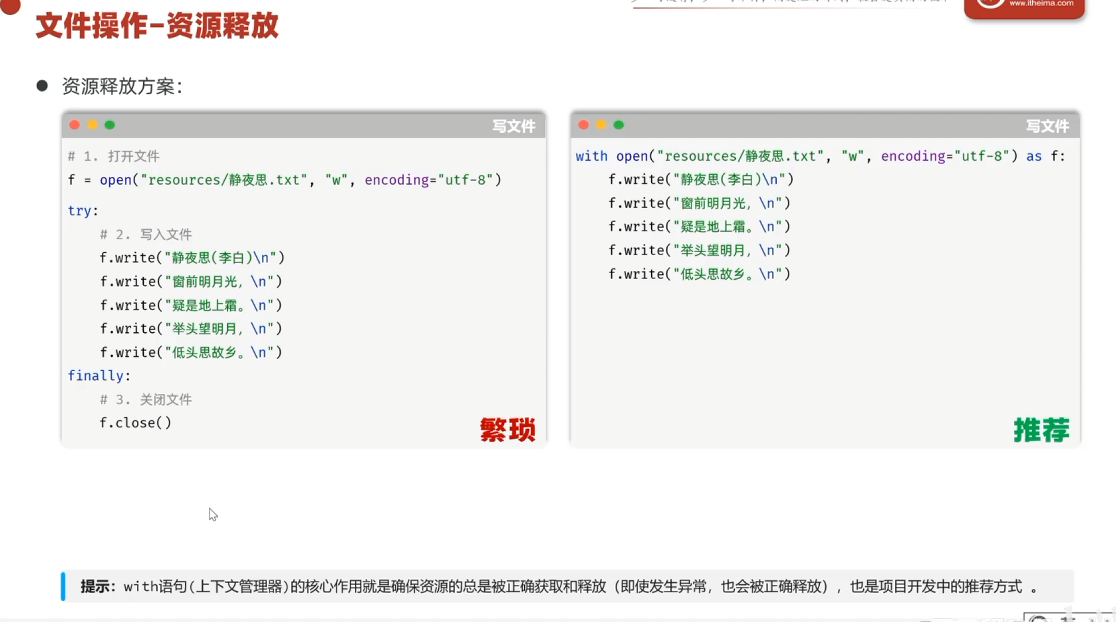 www.itheima.com
文件操作-资源释放
● 资源释放方案：
写文件
# 1. 打开文件
f = open("resources/静夜思.txt", "w", encoding="utf-8")
try:
# 2. 写入文件
f.write("静夜思(李白)\n")
f.write("窗前明月光，\n")
f.write("疑是地上霜。\n")
f.write("举头望明月，\n")
f.write("低头思故乡。\n")
finally:
# 3. 关闭文件
f.close()
繁琐
写文件
with open("resources/静夜思.txt", "w", encoding="utf-8") as f:
f.write("静夜思(李白)\n")
f.write("窗前明月光，\n")
f.write("疑是地上霜。\n")
f.write("举头望明月，\n")
f.write("低头思故乡。\n")
推荐
提示：with语句(上下文管理器)的核心作用就是确保资源的总是被正确获取和释放（即使发生异常，也会被正确释放），也是项目开发中的推荐方式 。